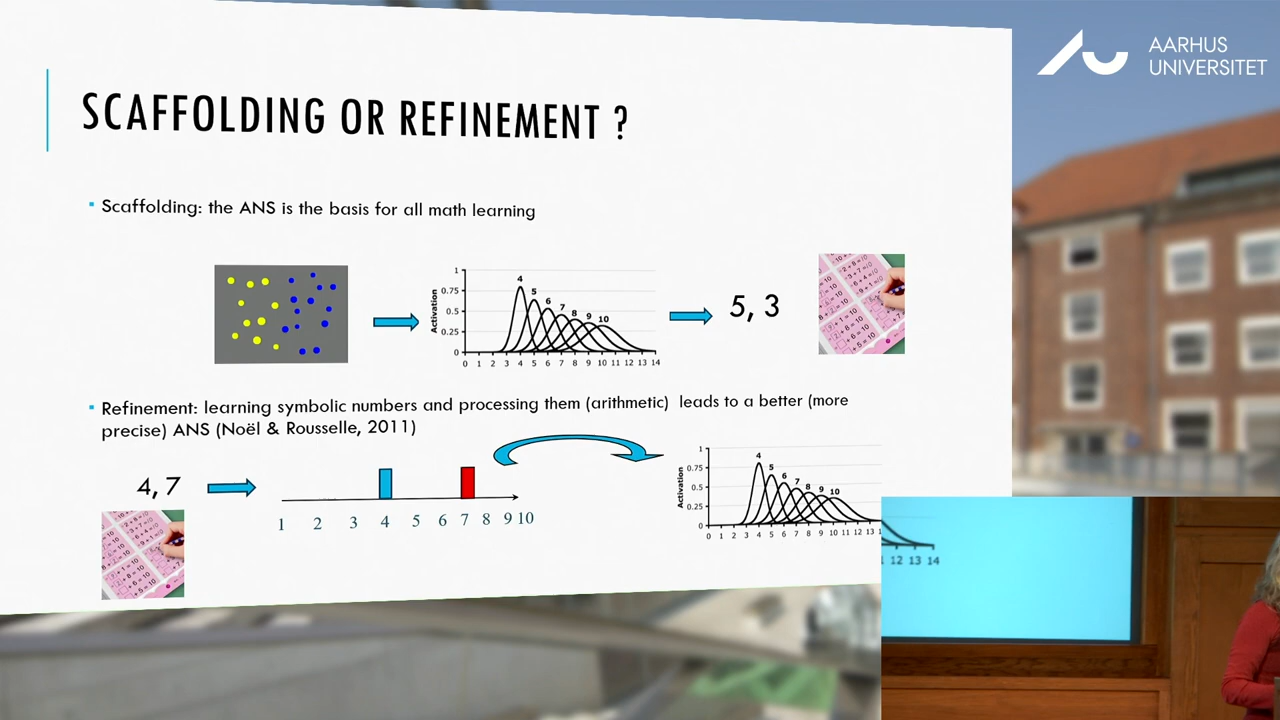 AARHUS
UNIVERSITET
SCAFFOLDING OR REFINEMENT ?
Scaffolding: the ANS is the basis for all math learning
1
0.75
0.5
0.25
0
Activation
4
5
6
7
8
9
10
0 1 2 3 4 5 6 7 8 9 10 11 12 13 14
5, 3
Refinement: learning symbolic numbers and processing them (arithmetic) leads to a better (more
precise) ANS (Noël & Rousselle, 2011)
4, 7
1 2 3 4 5 6 7 8 9 10
1
0.75
0.5
0.25
0
Activation
4
5
6
7
8
9
10
0 1 2 3 4 5 6 7 8 9 10 11 12 13
12 13 14